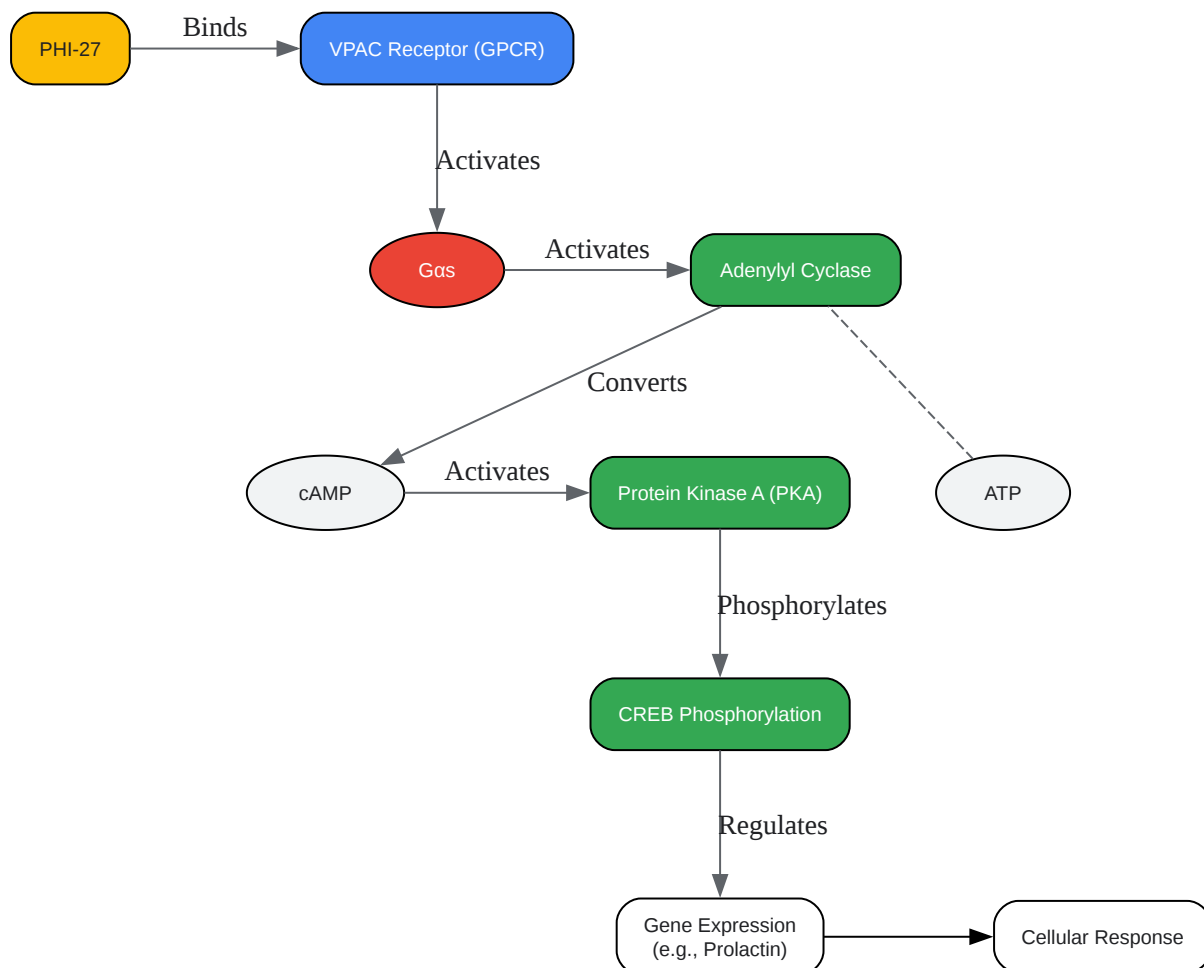 PHI-27
Binds
VPAC Receptor (GPCR)
Activates
Gαs
Activates
Adenylyl Cyclase
Converts
cAMP
Activates
Protein Kinase A (PKA)
ATP
Phosphorylates
CREB Phosphorylation
Regulates
Gene Expression
(e.g., Prolactin)
Cellular Response